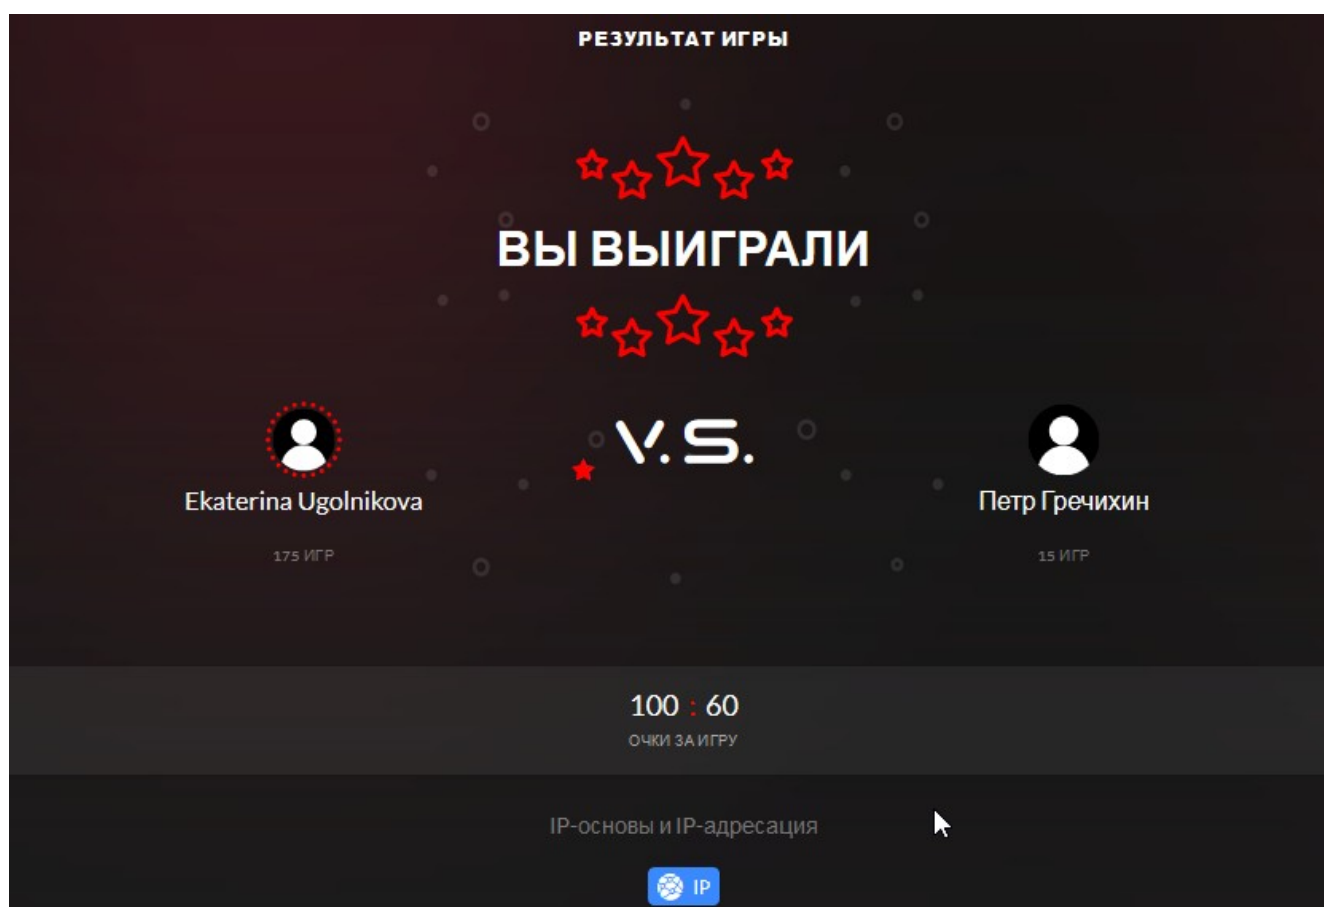 РЕЗУЛЬТАТ ИГРЫ
ВЫ ВЫИГРАЛИ
V.S.
Ekaterina Ugolnikova
Петр Гречихин
175 ИГР
15 ИГР
100 : 60
ОЧКИ ЗА ИГРУ
IP-основы и IP-адресация
IP